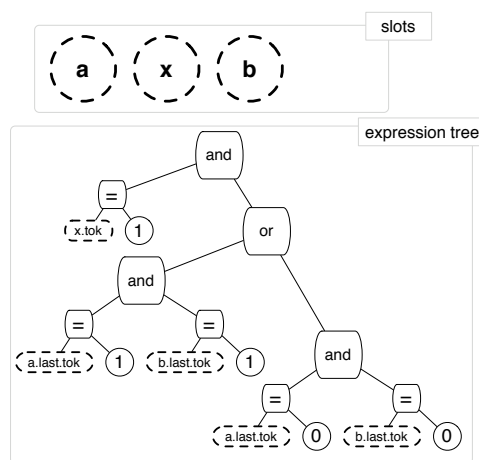 slots
a x b
expression tree
and
=
x.tok 1
or
and
= =
a.last.tok 1 b.last.tok 1
and
= =
a.last.tok 0 b.last.tok 0